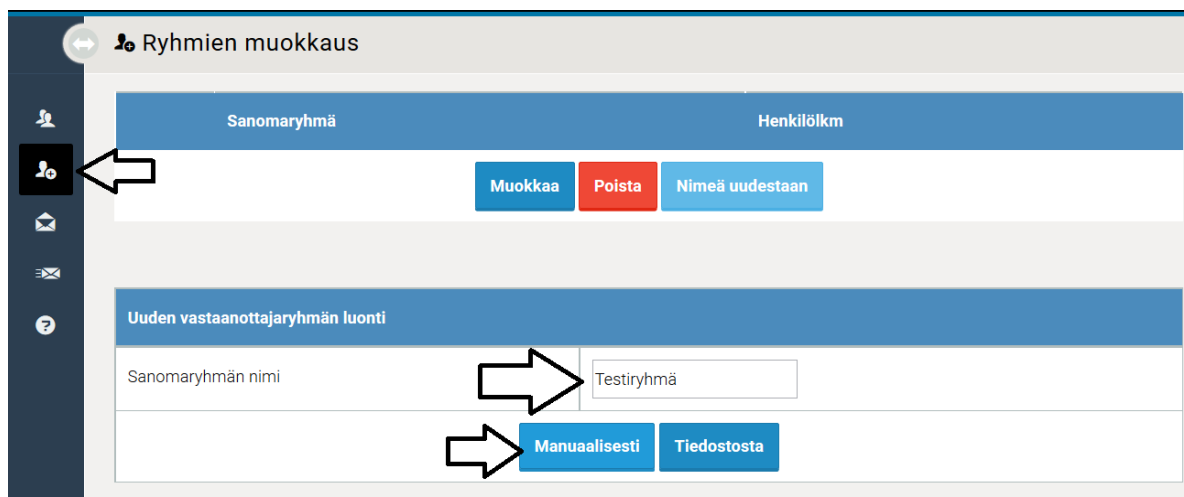 Ryhmien muokkaus
Sanomaryhmä Henkilölkm
Muokkaa Poista Nimeä uudestaan
Uuden vastaanottajaryhmän luonti
Sanomaryhmän nimi Testiryhmä
Manuaalisesti Tiedostosta